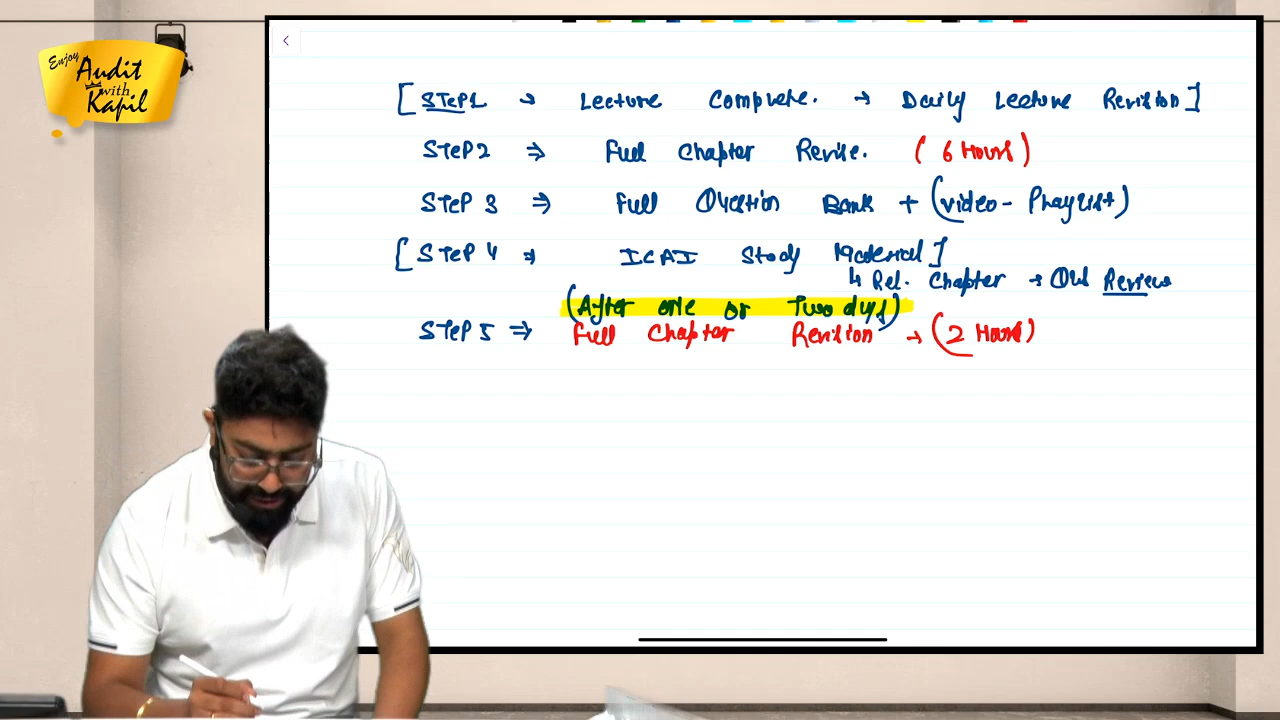 Enjoy
Audit
with
Kapil
[STEP1 → Lecture Complete. → Daily Lecture Revision]
STEP2 ⇒ Full Chapter Revise. (6 Hours)
STEP 3 ⇒ Full Question Bank + (video - Playlist)
[STEP 4 ⇒ ICAI Study Material]
↳ Rel. Chapter → Que Review
(After one or Two days)
STEP 5 ⇒ Full Chapter Revision → (2 Hours)